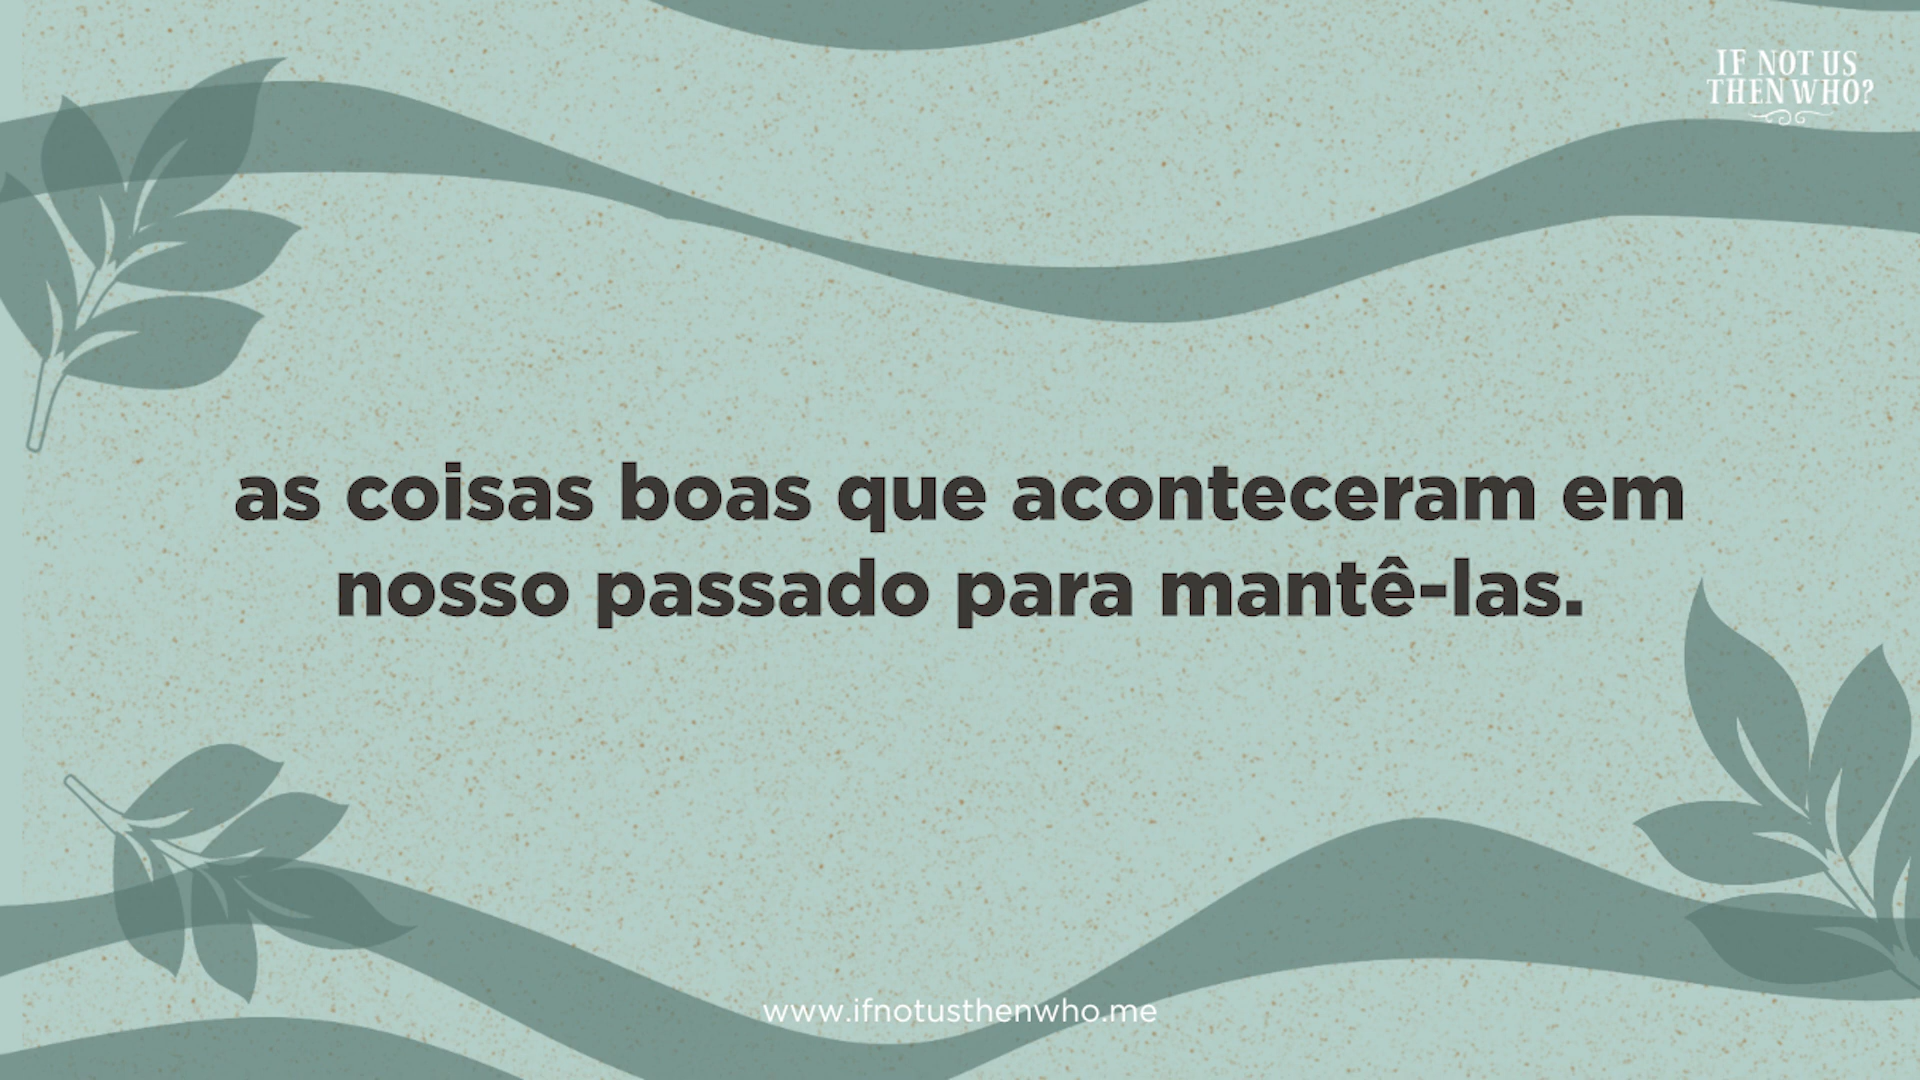 IF NOT US
THEN WHO?
as coisas boas que aconteceram em
nosso passado para mantê-las.
www.ifnotusthenwho.me